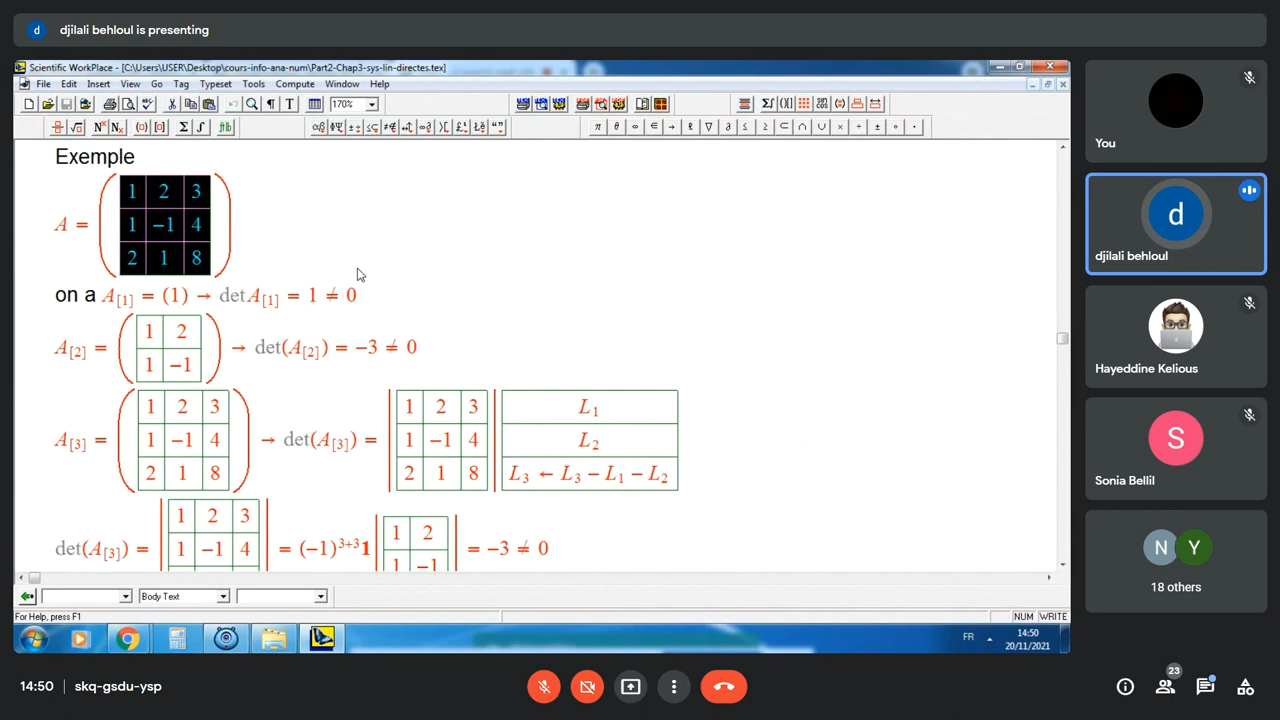 d djilali behloul is presenting
Scientific WorkPlace - [C:\Users\USER\Desktop\cours-info-ana-num\Part2-Chap3-sys-lin-directes.tex]
File Edit Insert View Go Tag Typeset Tools Compute Window Help
170%
Exemple
A = ( 1 2 3
1 −1 4
2 1 8 )
on a A[1] = (1) → detA[1] = 1 ≠ 0
A[2] = ( 1 2
1 −1 ) → det(A[2]) = −3 ≠ 0
A[3] = ( 1 2 3
1 −1 4
2 1 8 ) → det(A[3]) = | 1 2 3 | L1
1 −1 4 | L2
2 1 8 | L3 ← L3 − L1 − L2
det(A[3]) = | 1 2 3
1 −1 4 | = (−1)3+31 | 1 2
1 −1 | = −3 ≠ 0
Body Text
For Help, press F1
NUM WRITE
FR
14:50
20/11/2021
You
d
djilali behloul
Hayeddine Kelious
S
Sonia Bellil
N Y
18 others
14:50 skq-gsdu-ysp
23